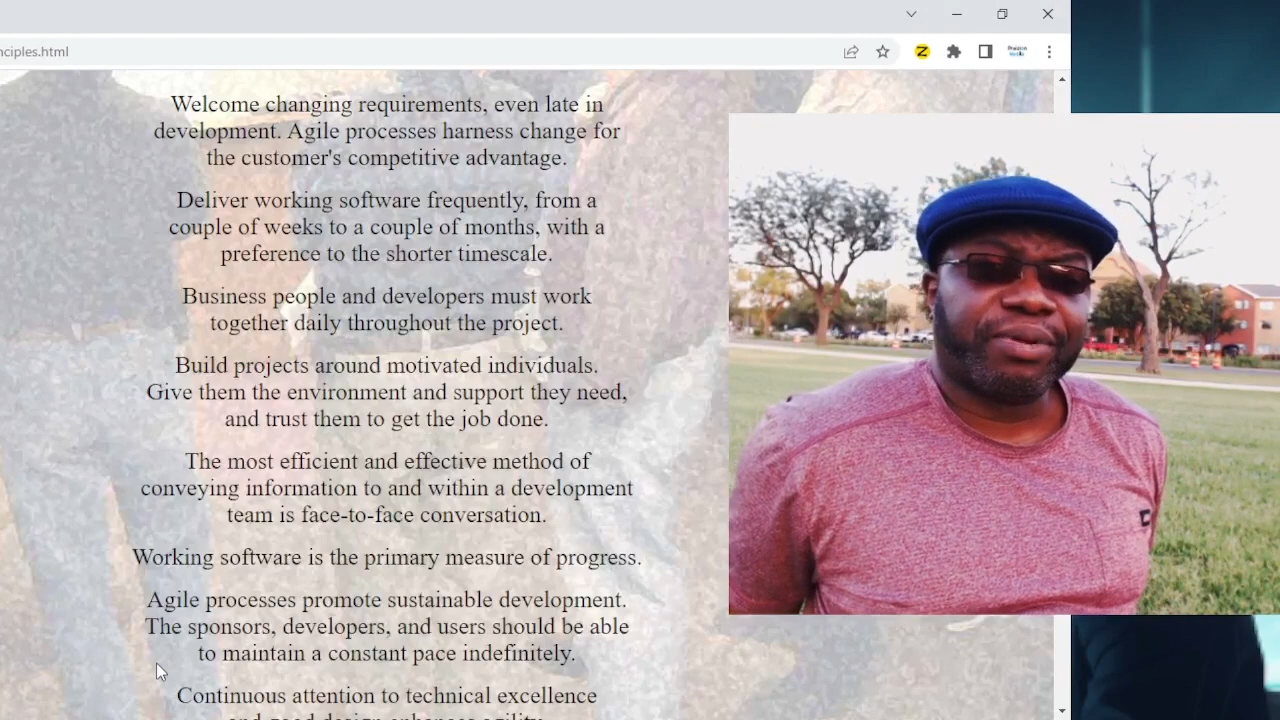 nciples.html
Welcome changing requirements, even late in
development. Agile processes harness change for
the customer's competitive advantage.
Deliver working software frequently, from a
couple of weeks to a couple of months, with a
preference to the shorter timescale.
Business people and developers must work
together daily throughout the project.
Build projects around motivated individuals.
Give them the environment and support they need,
and trust them to get the job done.
The most efficient and effective method of
conveying information to and within a development
team is face-to-face conversation.
Working software is the primary measure of progress.
Agile processes promote sustainable development.
The sponsors, developers, and users should be able
to maintain a constant pace indefinitely.
Continuous attention to technical excellence
and good design enhances agility.